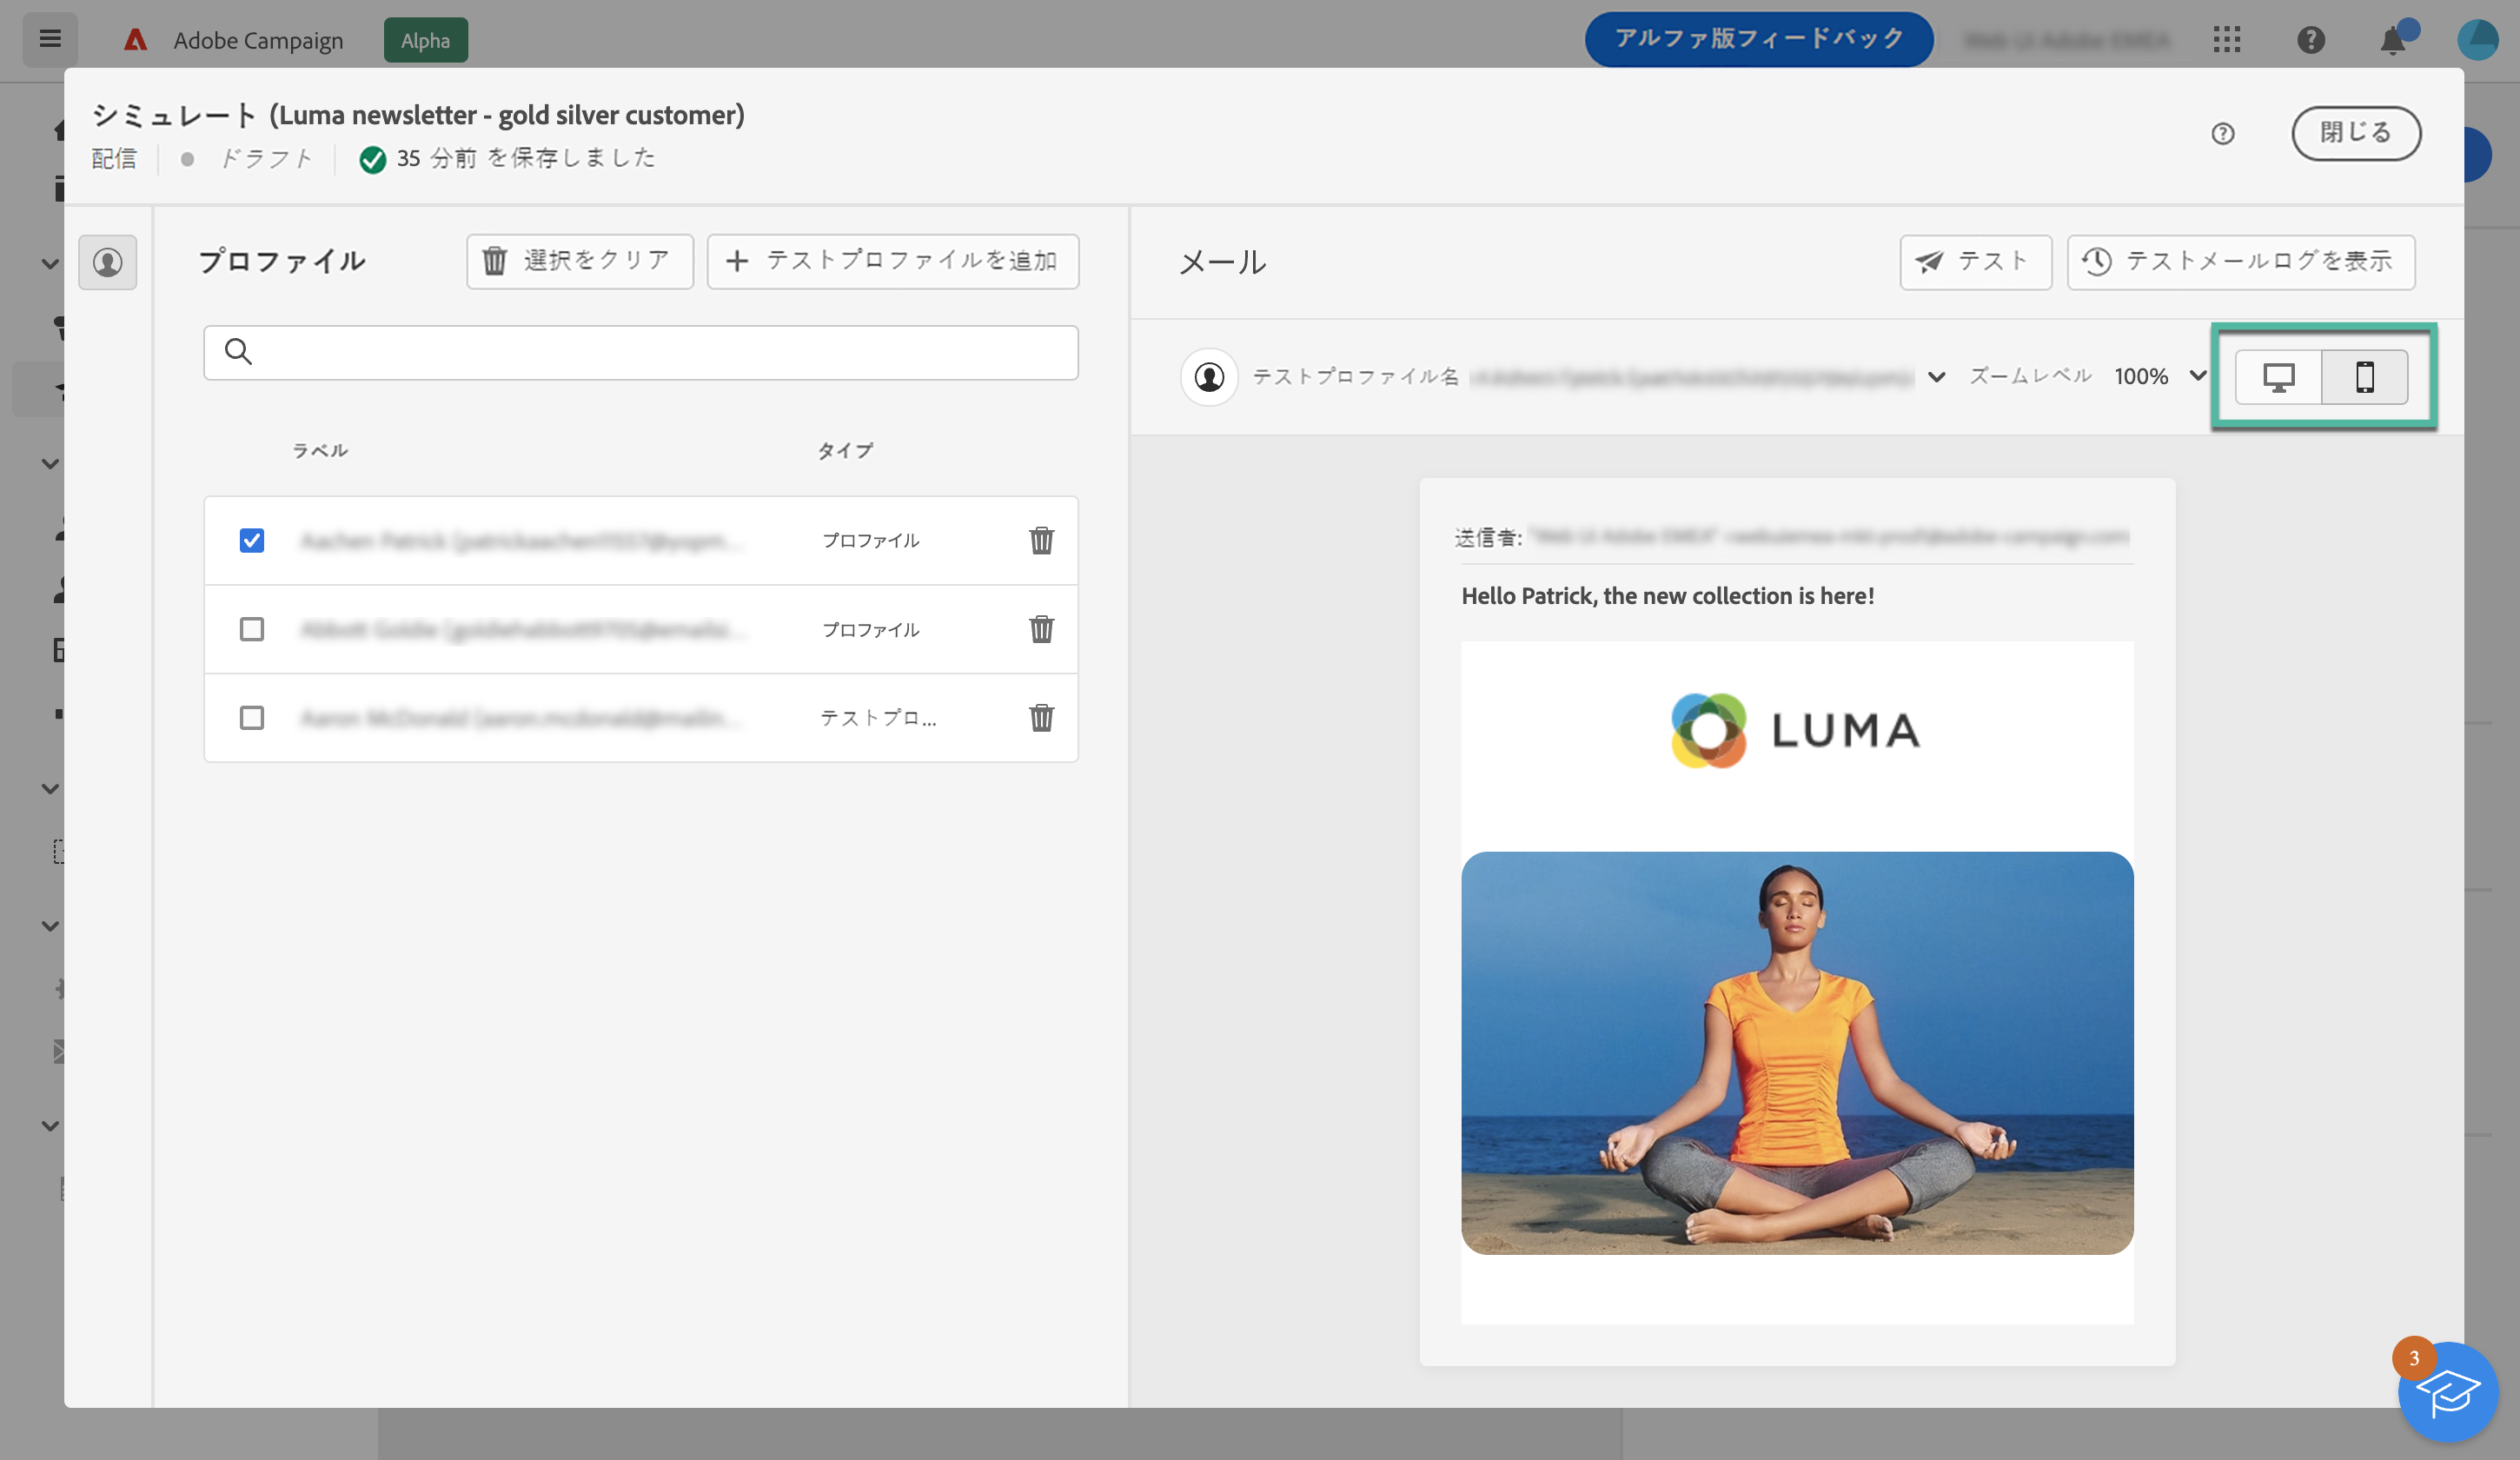 Adobe Campaign
Alpha
アルファ版フィードバック
シミュレート (Luma newsletter - gold silver customer)
配信
ドラフト
35 分前 を保存しました
閉じる
プロファイル
選択をクリア
テストプロファイルを追加
メール
テスト
テストメールログを表示
テストプロファイル名
ズームレベル 100%
ラベル
タイプ
プロファイル
プロファイル
テストプロ...
送信者:
Hello Patrick, the new collection is here!
LUMA
3